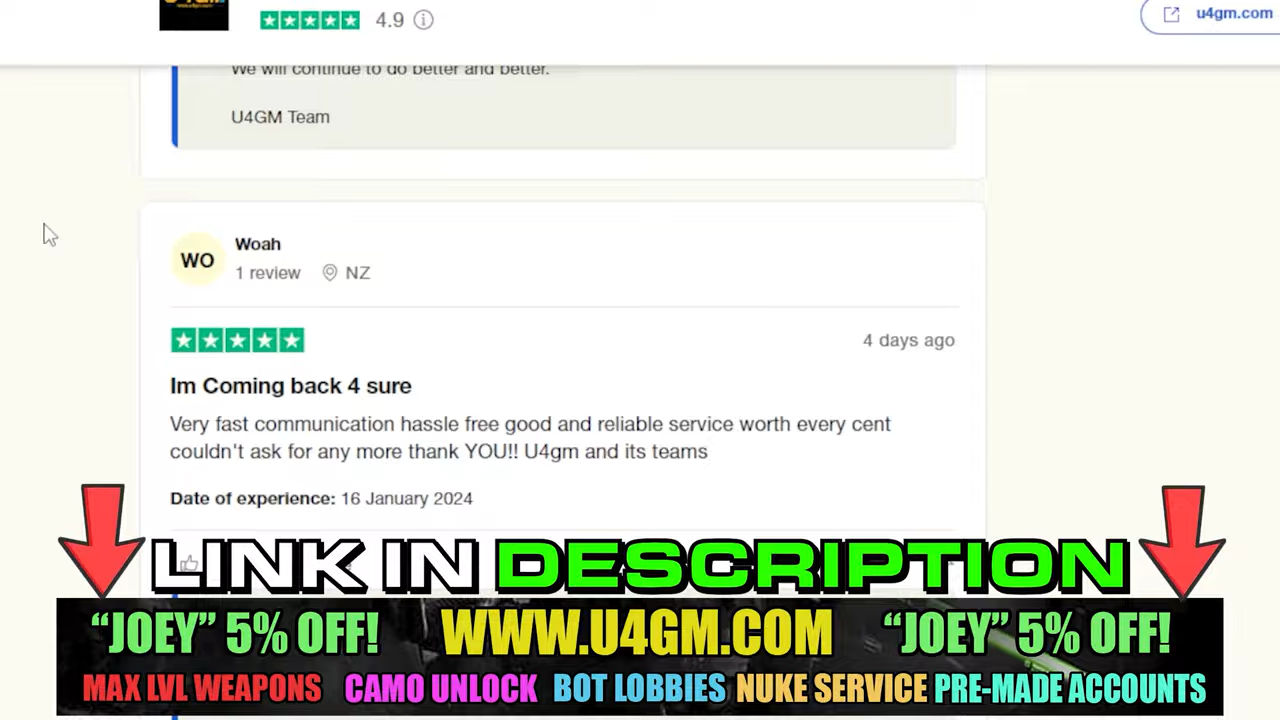 www.u4gm.com
4.9
u4gm.com
We will continue to do better and better.
U4GM Team
WO
Woah
1 review
NZ
4 days ago
Im Coming back 4 sure
Very fast communication hassle free good and reliable service worth every cent
couldn't ask for any more thank YOU!! U4gm and its teams
Date of experience: 16 January 2024
LINK IN DESCRIPTION
“JOEY” 5% OFF! WWW.U4GM.COM “JOEY” 5% OFF!
MAX LVL WEAPONS CAMO UNLOCK BOT LOBBIES NUKE SERVICE PRE-MADE ACCOUNTS